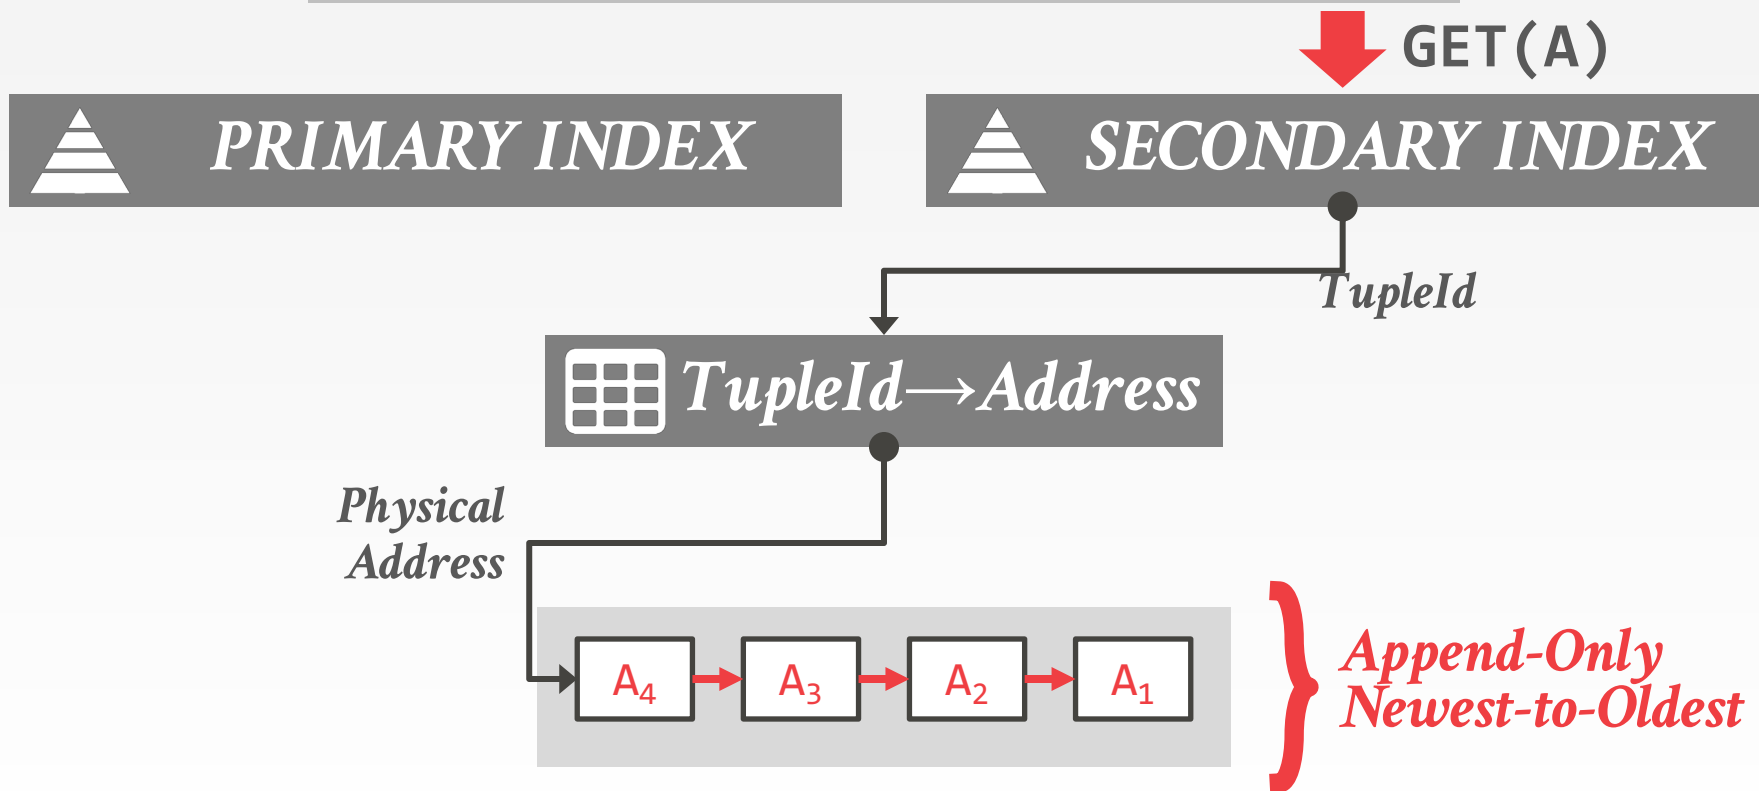 GET(A)
PRIMARY INDEX
SECONDARY INDEX
TupleId
TupleId→Address
Physical
Address
A₄
A₃
A₂
A₁
Append-Only
Newest-to-Oldest